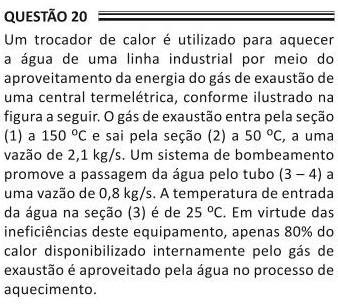 QUESTÃO 20
Um trocador de calor é utilizado para aquecer
a água de uma linha industrial por meio do
aproveitamento da energia do gás de exaustão de
uma central termelétrica, conforme ilustrado na
figura a seguir. O gás de exaustão entra pela seção
(1) a 150 ºC e sai pela seção (2) a 50 ºC, a uma
vazão de 2,1 kg/s. Um sistema de bombeamento
promove a passagem da água pelo tubo (3 – 4) a
uma vazão de 0,8 kg/s. A temperatura de entrada
da água na seção (3) é de 25 ºC. Em virtude das
ineficiências deste equipamento, apenas 80% do
calor disponibilizado internamente pelo gás de
exaustão é aproveitado pela água no processo de
aquecimento.